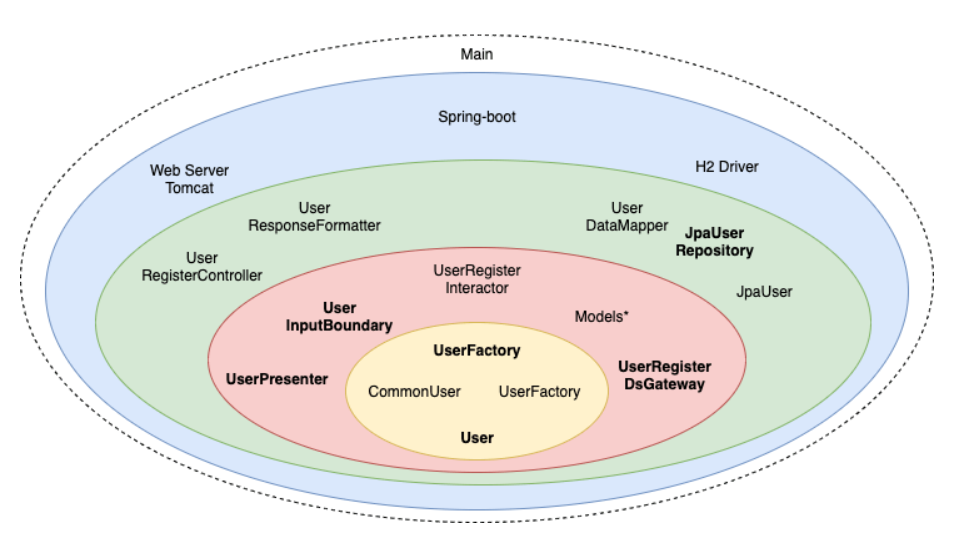 Main
Spring-boot
Web Server
Tomcat
H2 Driver
User
ResponseFormatter
User
DataMapper
JpaUser
Repository
User
RegisterController
UserRegister
Interactor
JpaUser
User
InputBoundary
Models*
UserFactory
UserPresenter
UserRegister
DsGateway
CommonUser
UserFactory
User